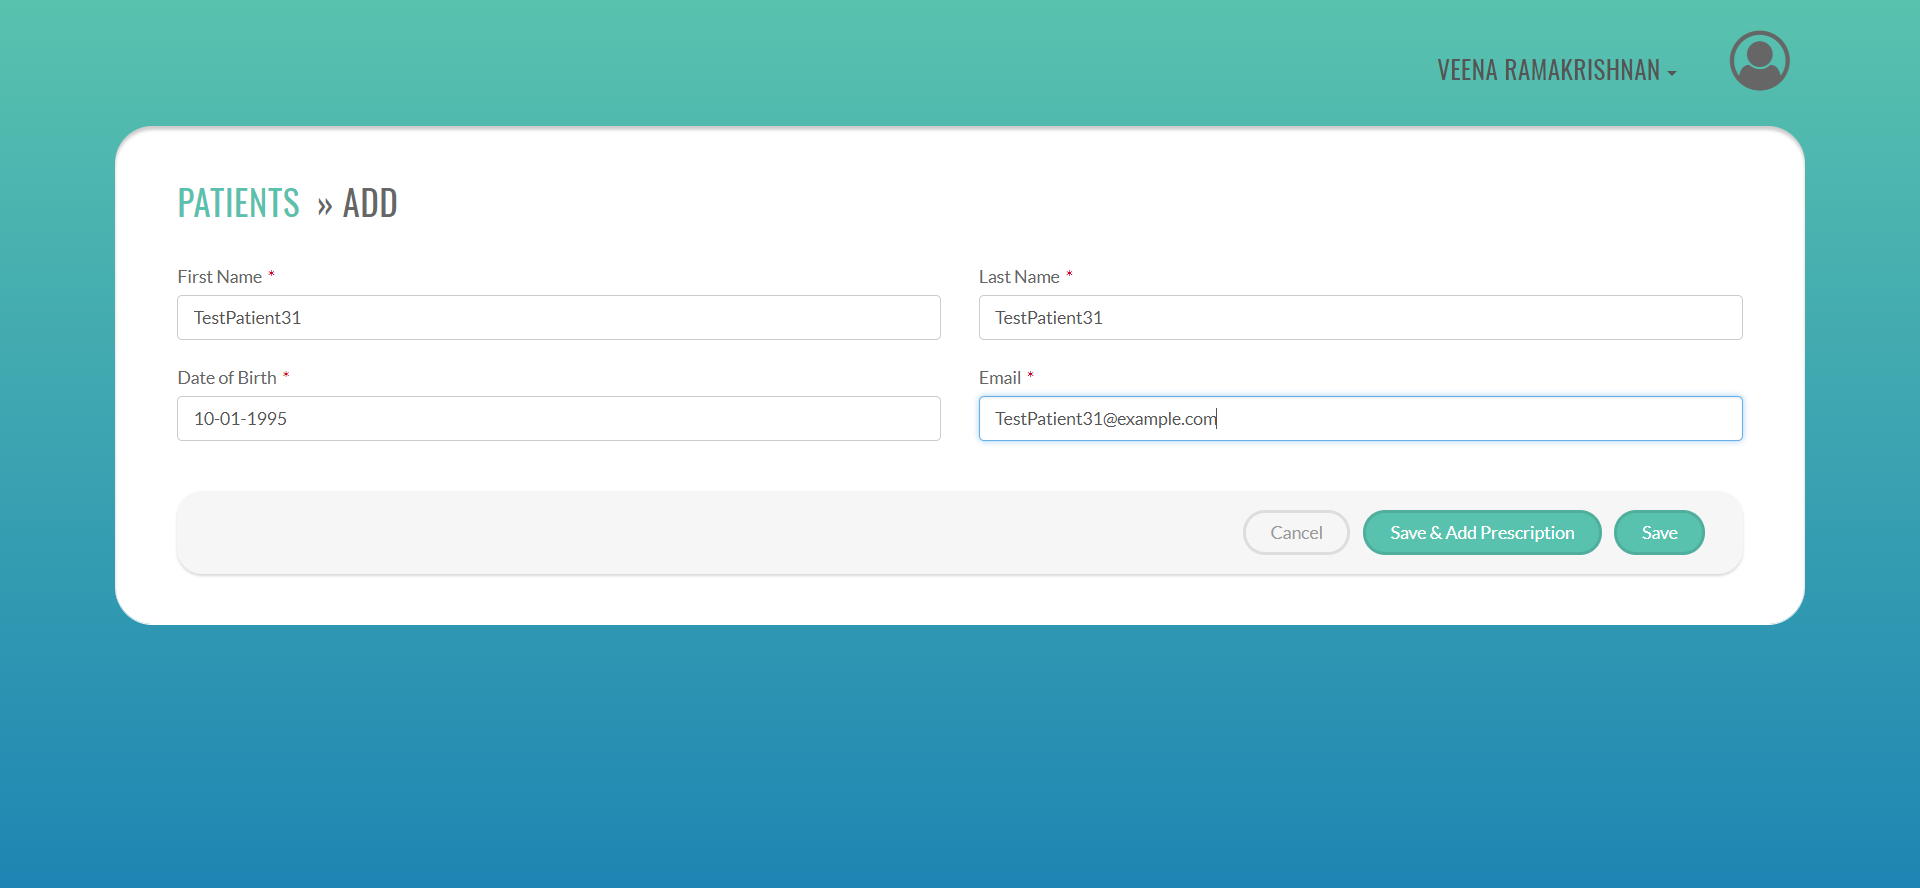 VEENA RAMAKRISHNAN
PATIENTS » ADD
First Name *
Last Name *
TestPatient31
TestPatient31
Date of Birth *
Email *
10-01-1995
TestPatient31@example.com
Cancel
Save & Add Prescription
Save